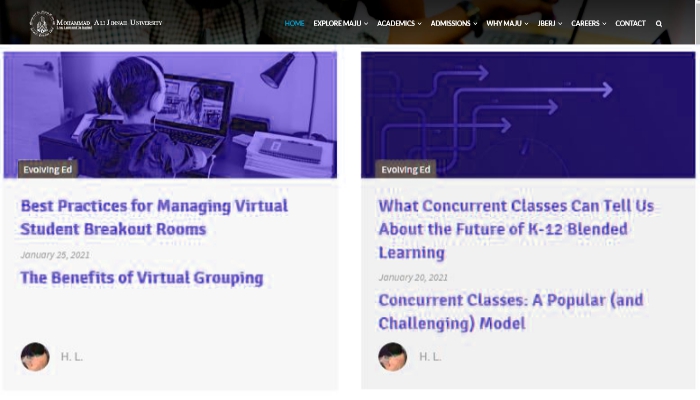 Mohammad Ali Jinnah University
HOME EXPLORE MAJU ACADEMICS ADMISSIONS WHY MAJU JBERJ CAREERS CONTACT
Evolving Ed
Best Practices for Managing Virtual
Student Breakout Rooms
January 25, 2021
The Benefits of Virtual Grouping
H. L.
Evolving Ed
What Concurrent Classes Can Tell Us
About the Future of K-12 Blended
Learning
January 20, 2021
Concurrent Classes: A Popular (and
Challenging) Model
H. L.